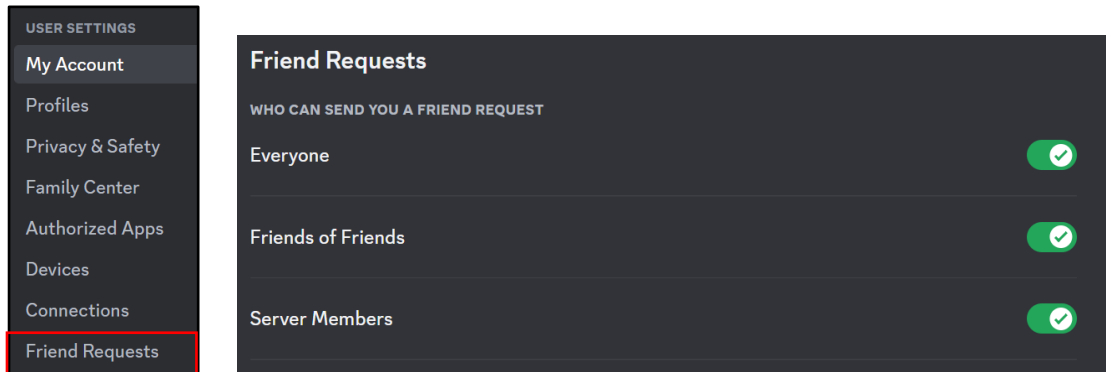 USER SETTINGS
My Account
Profiles
Privacy & Safety
Family Center
Authorized Apps
Devices
Connections
Friend Requests
Friend Requests
WHO CAN SEND YOU A FRIEND REQUEST
Everyone
Friends of Friends
Server Members